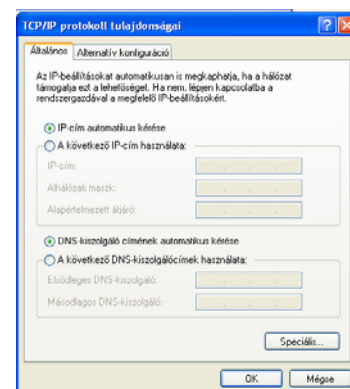 TCP/IP protokoll tulajdonságai
Általános
Alternatív konfiguráció
Az IP-beállításokat automatikusan is megkaphatja, ha a hálózat
támogatja ezt a lehetőséget. Ha nem, lépjen kapcsolatba a
rendszergazdával a megfelelő IP-beállításokért.
IP-cím automatikus kérése
A következő IP-cím használata:
IP-cím:
Alhálózati maszk:
Alapértelmezett átjáró:
DNS-kiszolgáló címének automatikus kérése
A következő DNS-kiszolgálócímek használata:
Elsődleges DNS-kiszolgáló:
Másodlagos DNS-kiszolgáló:
Speciális...
OK
Mégse